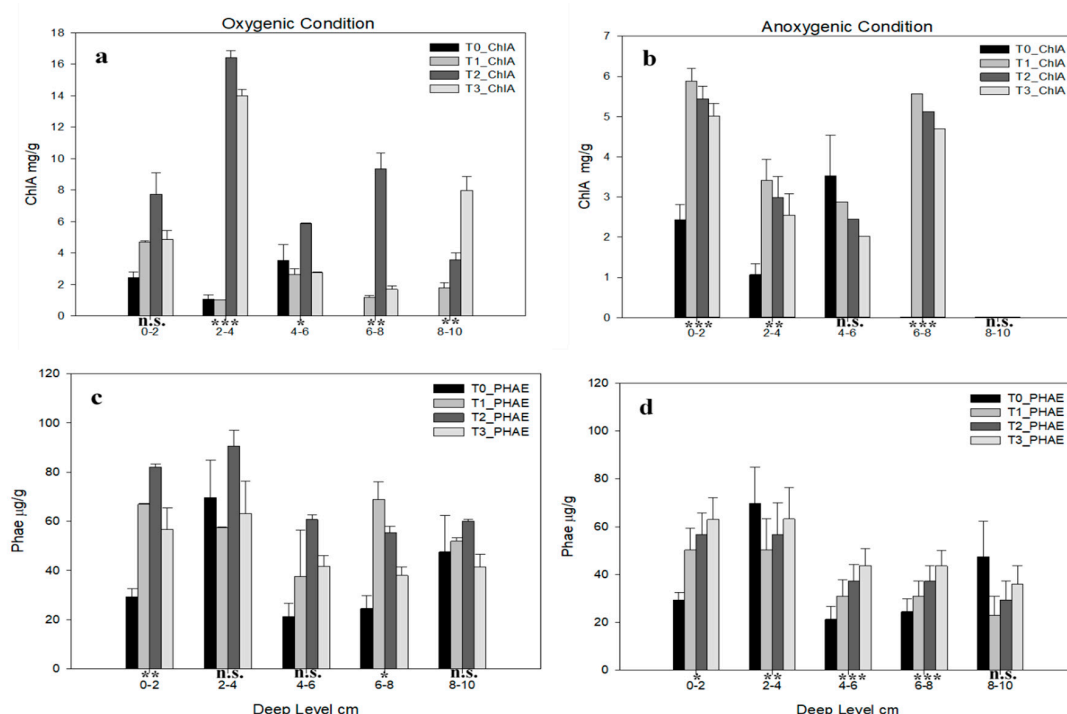 Oxygenic Condition
a
T0_ChlA
T1_ChlA
T2_ChlA
T3_ChlA
ChlA mg/g
18
16
14
12
10
8
6
4
2
0
n.s. *** * ** **
0-2 2-4 4-6 6-8 8-10
Anoxygenic Condition
b
T0_ChlA
T1_ChlA
T2_ChlA
T3_ChlA
ChlA mg/g
7
6
5
4
3
2
1
0
*** ** n.s. *** n.s.
0-2 2-4 4-6 6-8 8-10
c
T0_PHAE
T1_PHAE
T2_PHAE
T3_PHAE
Phae µg/g
120
100
80
60
40
20
0
** n.s. n.s. * n.s.
0-2 2-4 4-6 6-8 8-10
Deep Level cm
d
T0_PHAE
T1_PHAE
T2_PHAE
T3_PHAE
Phae µg/g
120
100
80
60
40
20
0
* ** *** *** n.s.
0-2 2-4 4-6 6-8 8-10
Deep Level cm